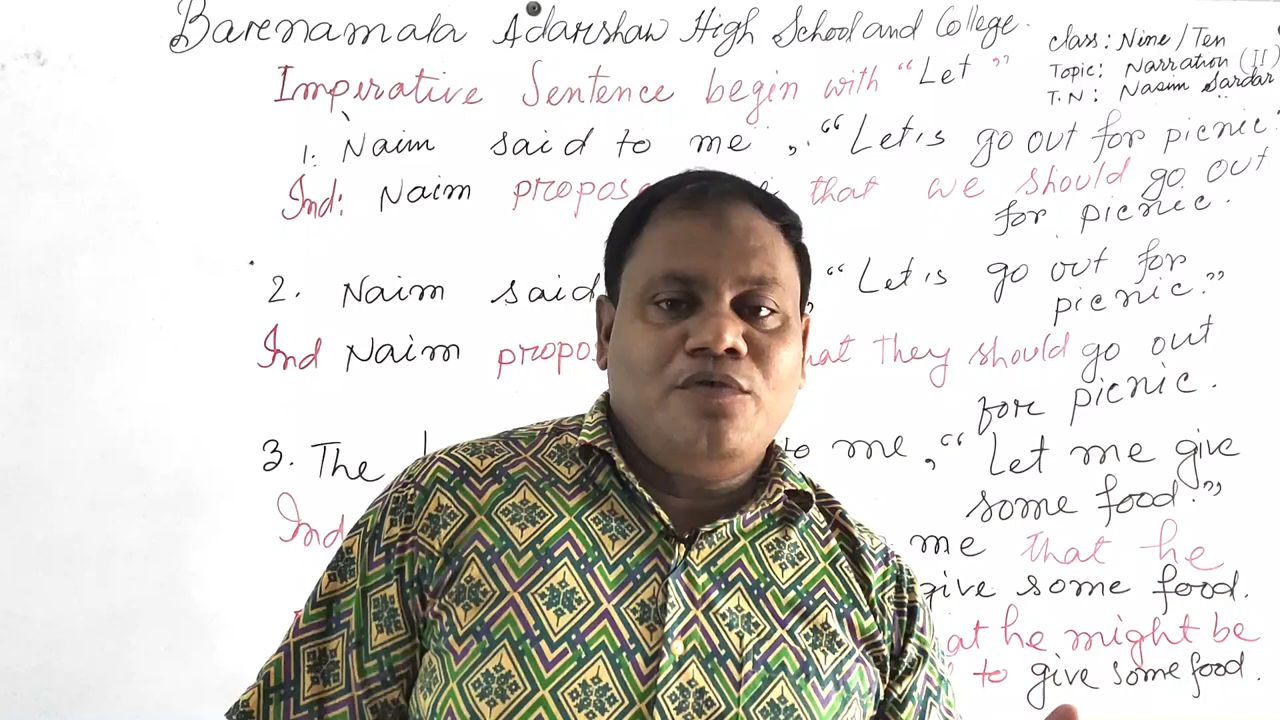 Barenamala Adarshaw High School and College.
Class: Nine/Ten
Topic: Narration (II)
T.N: Nasim Sardar
Imperative Sentence begin with "Let"
1. Naim said to me, "Let's go out for picnic.
Ind: Naim propos that we should go out
for picnic.
2. Naim said "Let's go out for
picnic."
Ind Naim propos hat they should go out
for picnic.
3. The to me, "Let me give
some food."
Ind me that he
give some food.
at he might be
to give some food.